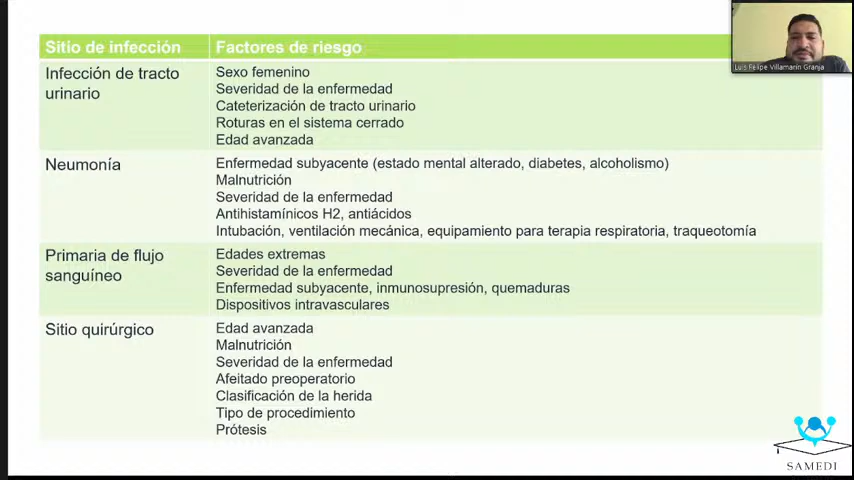 Sitio de infección
Factores de riesgo
Infección de tracto
urinario
Sexo femenino
Severidad de la enfermedad
Cateterización de tracto urinario
Roturas en el sistema cerrado
Edad avanzada
Neumonía
Enfermedad subyacente (estado mental alterado, diabetes, alcoholismo)
Malnutrición
Severidad de la enfermedad
Antihistamínicos H2, antiácidos
Intubación, ventilación mecánica, equipamiento para terapia respiratoria, traqueotomía
Primaria de flujo
sanguíneo
Edades extremas
Severidad de la enfermedad
Enfermedad subyacente, inmunosupresión, quemaduras
Dispositivos intravasculares
Sitio quirúrgico
Edad avanzada
Malnutrición
Severidad de la enfermedad
Afeitado preoperatorio
Clasificación de la herida
Tipo de procedimiento
Prótesis
Luis Felipe Villamarín Granja
SAMEDI